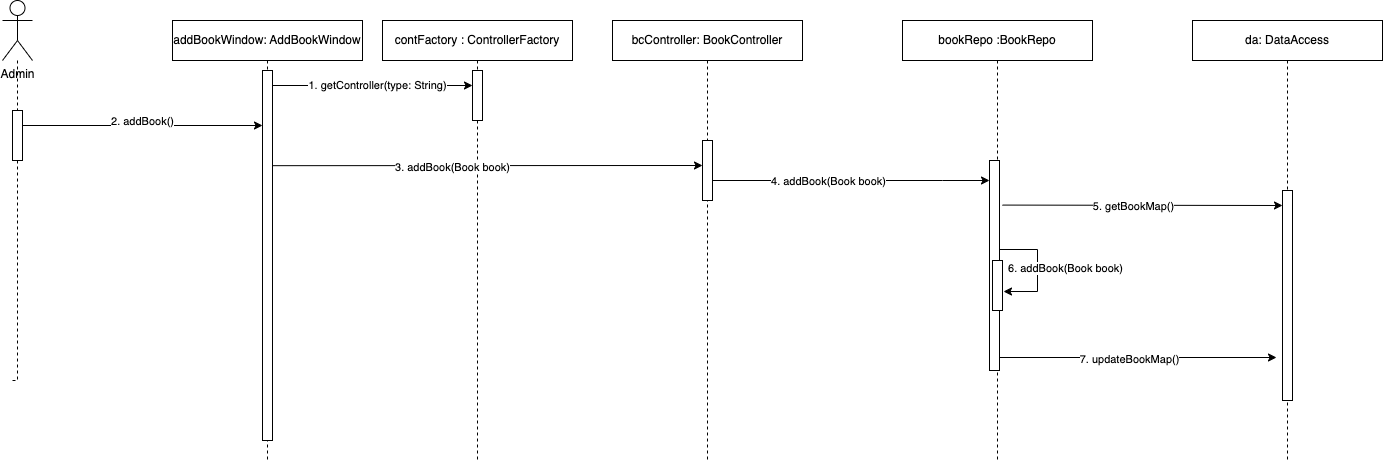 Admin
addBookWindow: AddBookWindow
contFactory : ControllerFactory
bcController: BookController
bookRepo :BookRepo
da: DataAccess
1. getController(type: String)
2. addBook()
3. addBook(Book book)
4. addBook(Book book)
5. getBookMap()
6. addBook(Book book)
7. updateBookMap()